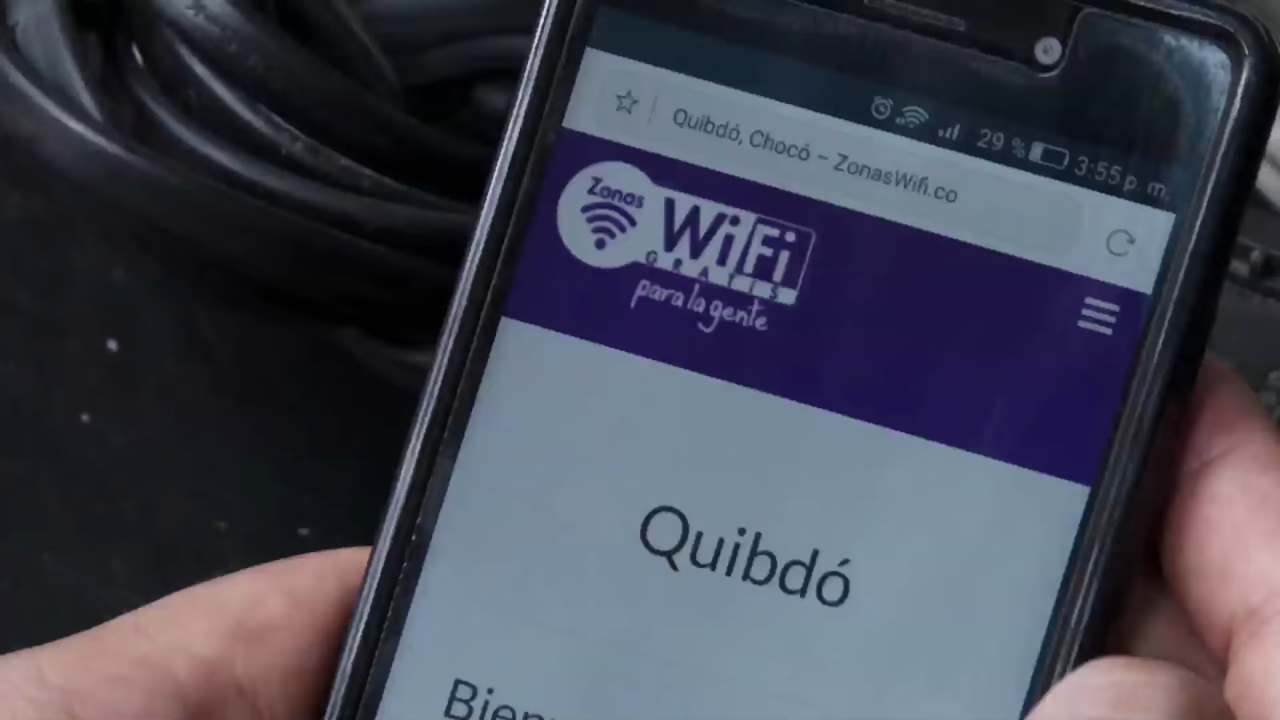 29 % 3:55 p. m.
Quibdó, Chocó – ZonasWifi.co
Zonas
WiFi
GRATIS
para la gente
Quibdó